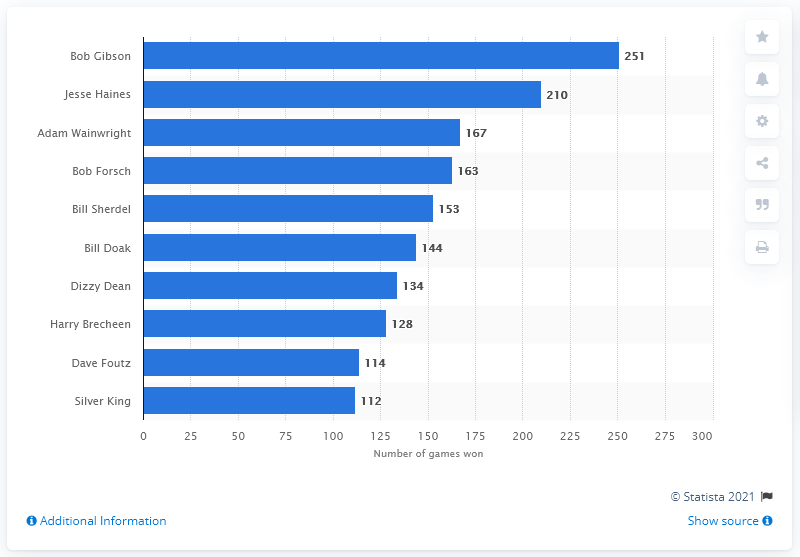 Bob Gibson 251
Jesse Haines 210
Adam Wainwright 167
Bob Forsch 163
Bill Sherdel 153
Bill Doak 144
Dizzy Dean 134
Harry Brecheen 128
Dave Foutz 114
Silver King 112
0 25 50 75 100 125 150 175 200 225 250 275 300
Number of games won
© Statista 2021
Additional Information
Show source